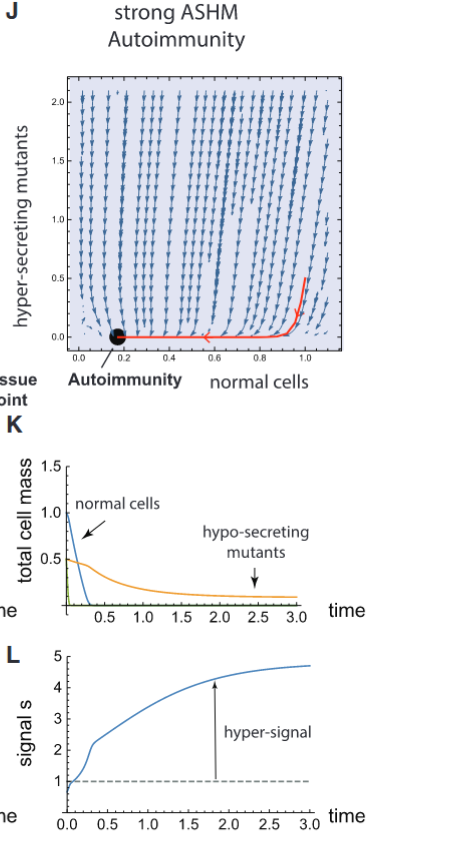 J
strong ASHM
Autoimmunity
hyper-secreting mutants
2.0
1.5
1.0
0.5
0.0
0.0 0.2 0.4 0.6 0.8 1.0
ssue
oint
Autoimmunity
normal cells
K
total cell mass
1.5
1.0
0.5
normal cells
hypo-secreting
mutants
0.5 1.0 1.5 2.0 2.5 3.0
me
time
L
signal s
5
4
3
2
1
hyper-signal
0.0 0.5 1.0 1.5 2.0 2.5 3.0
me
time